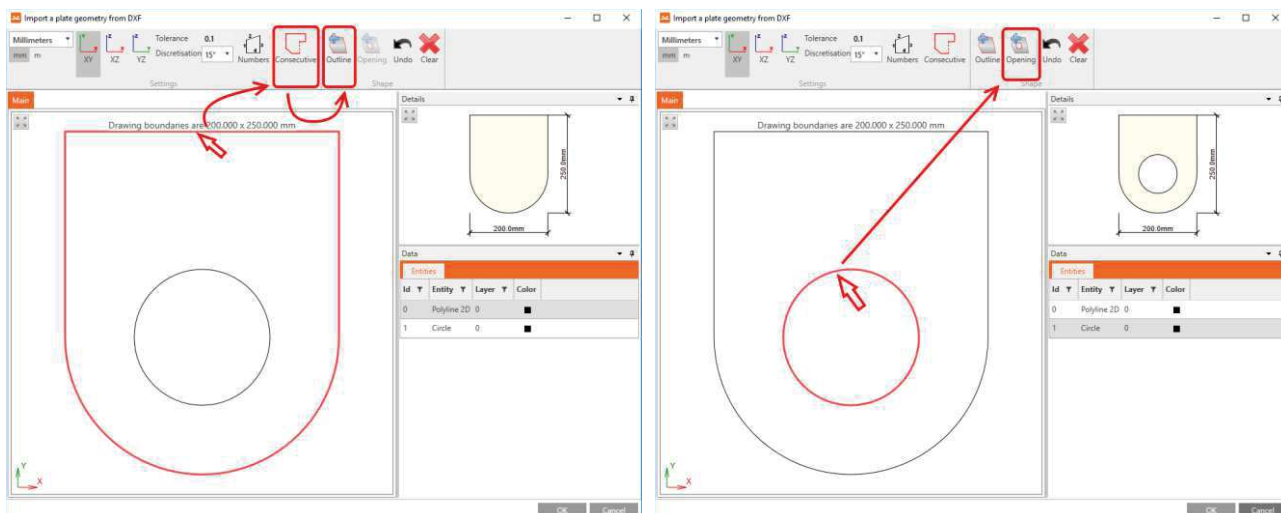 Import a plate geometry from DXF
Millimeters
mm m
XY XZ YZ
Tolerance 0.1
Discretisation 15°
Numbers Consecutive Outline Opening Undo Clear
Settings Shape
Main
Drawing boundaries are 200.000 x 250.000 mm
Y
X
Details
250.0mm
200.0mm
Data
Entities
Id Entity Layer Color
0 Polyline 2D 0
1 Circle 0
OK Cancel
Import a plate geometry from DXF
Millimeters
mm m
XY XZ YZ
Tolerance 0.1
Discretisation 15°
Numbers Consecutive Outline Opening Undo Clear
Settings Shape
Main
Drawing boundaries are 200.000 x 250.000 mm
Y
X
Details
250.0mm
200.0mm
Data
Entities
Id Entity Layer Color
0 Polyline 2D 0
1 Circle 0
OK Cancel